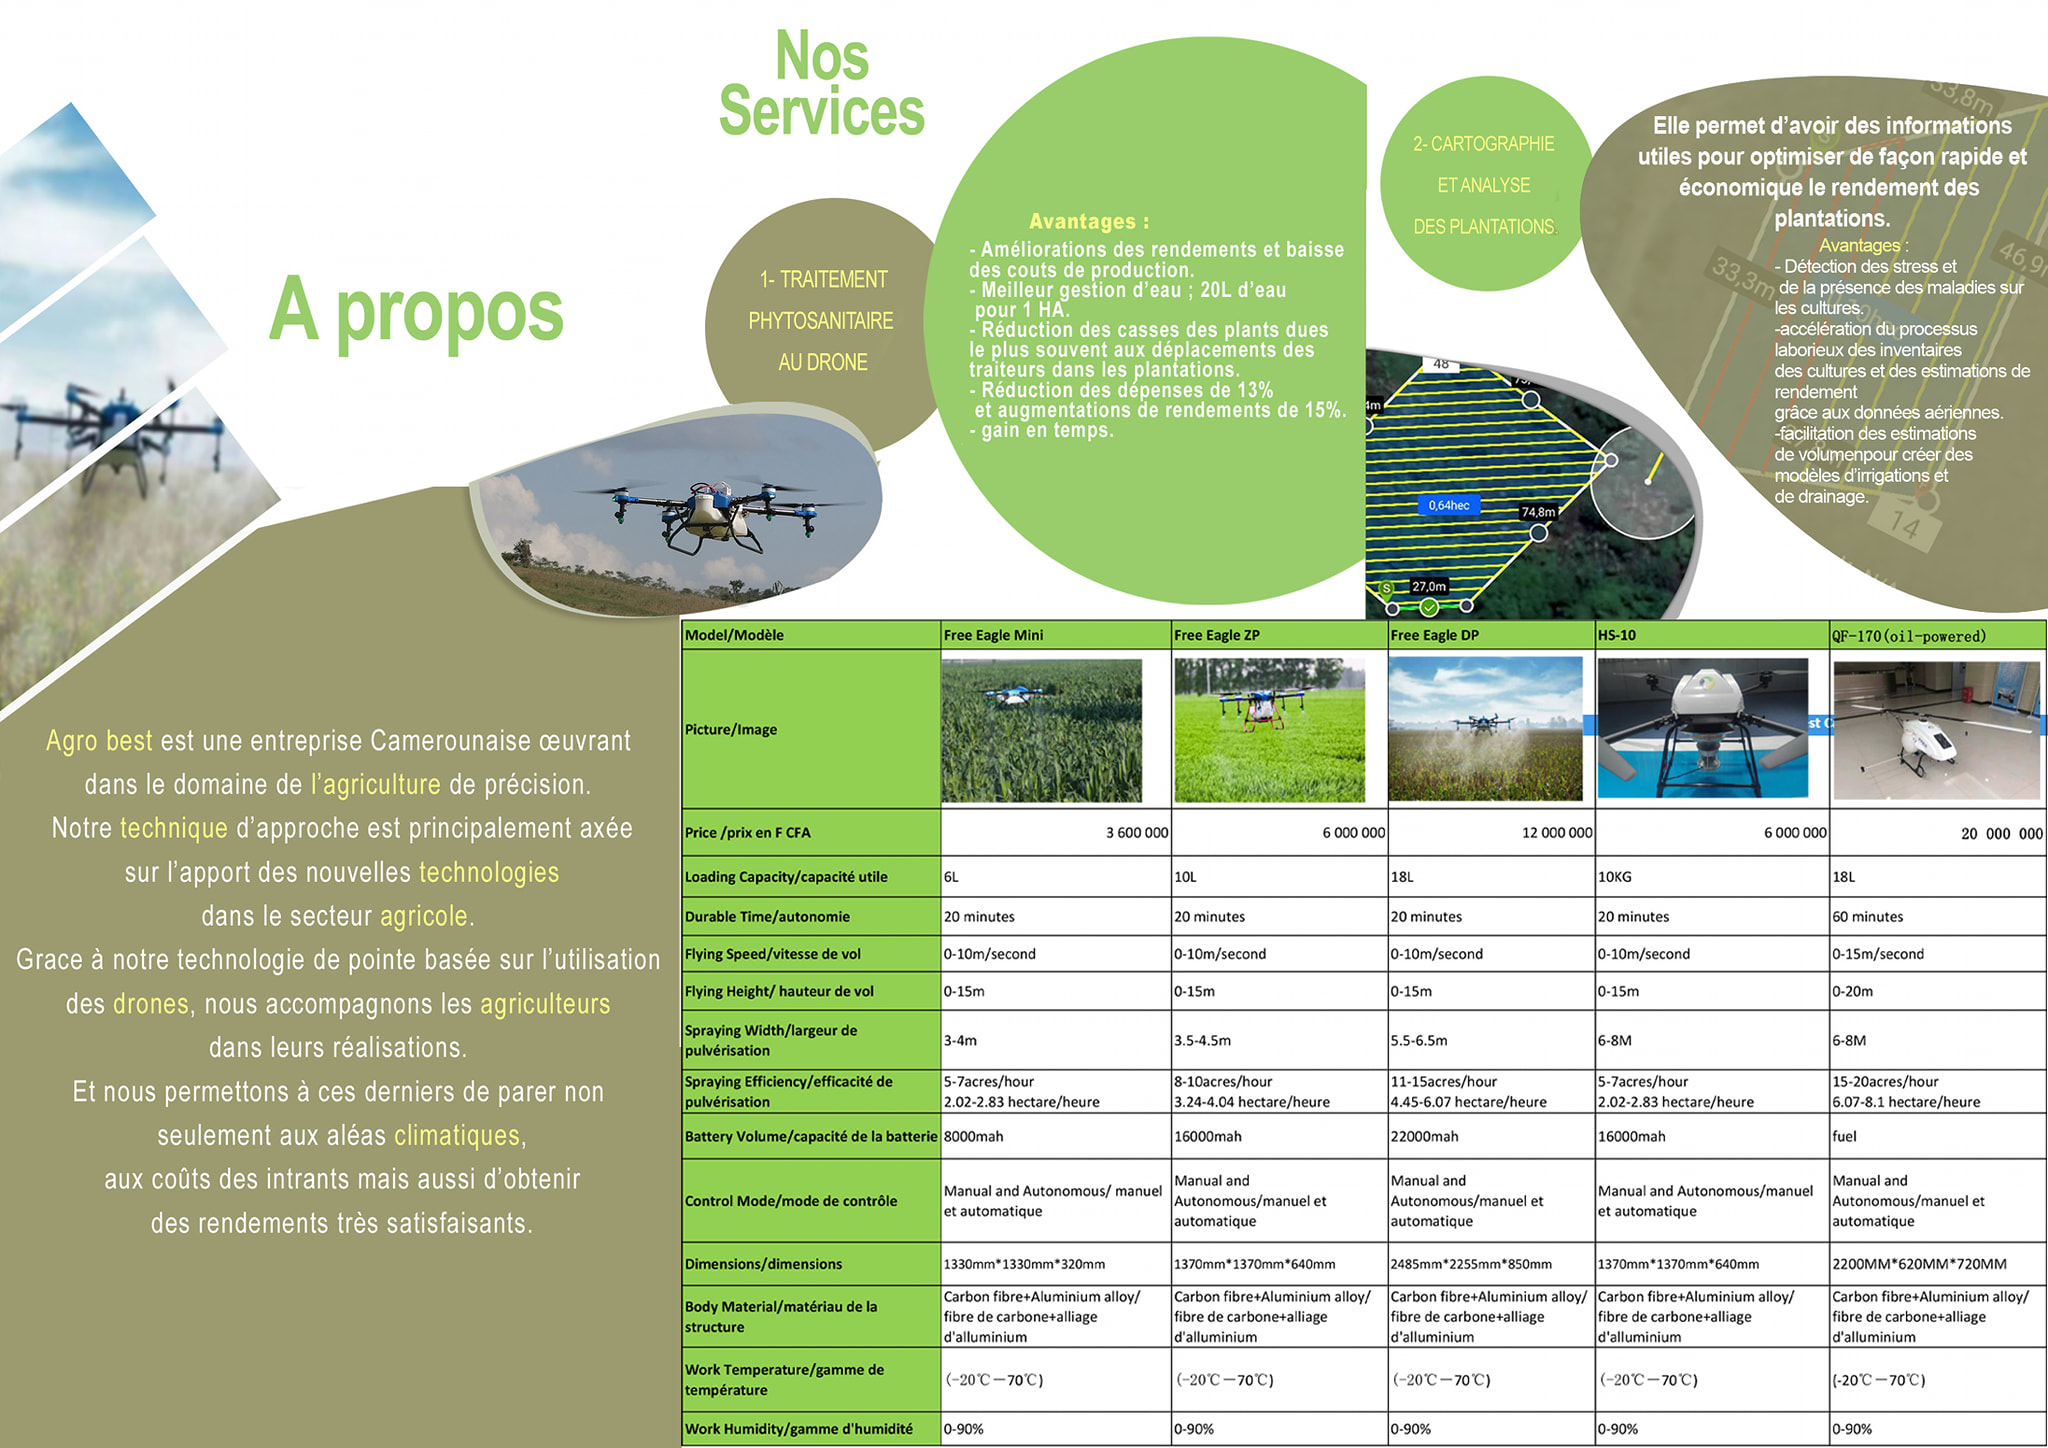 A propos
Agro best est une entreprise Camerounaise œuvrant
dans le domaine de l’agriculture de précision.
Notre technique d’approche est principalement axée
sur l’apport des nouvelles technologies
dans le secteur agricole.
Grace à notre technologie de pointe basée sur l’utilisation
des drones, nous accompagnons les agriculteurs
dans leurs réalisations.
Et nous permettons à ces derniers de parer non
seulement aux aléas climatiques,
aux coûts des intrants mais aussi d’obtenir
des rendements très satisfaisants.
Nos
Services
1- TRAITEMENT
PHYTOSANITAIRE
AU DRONE
Avantages :
- Améliorations des rendements et baisse
des couts de production.
- Meilleur gestion d’eau ; 20L d’eau
pour 1 HA.
- Réduction des casses des plants dues
le plus souvent aux déplacements des
traiteurs dans les plantations.
- Réduction des dépenses de 13%
et augmentations de rendements de 15%.
- gain en temps.
2- CARTOGRAPHIE
ET ANALYSE
DES PLANTATIONS.
Elle permet d’avoir des informations
utiles pour optimiser de façon rapide et
économique le rendement des
plantations.
Avantages :
- Détection des stress et
de la présence des maladies sur
les cultures.
-accélération du processus
laborieux des inventaires
des cultures et des estimations de
rendement
grâce aux données aériennes.
-facilitation des estimations
de volumenpour créer des
modèles d’irrigations et
de drainage.
33,8m
46,9
33,3m
14
48
4m
0,64hec
74,8m
S
27,0m
Model/Modèle Free Eagle Mini Free Eagle ZP Free Eagle DP HS-10 QF-170(oil-powered)
Picture/Image
st C
Price /prix en F CFA 3 600 000 6 000 000 12 000 000 6 000 000 20 000 000
Loading Capacity/capacité utile 6L 10L 18L 10KG 18L
Durable Time/autonomie 20 minutes 20 minutes 20 minutes 20 minutes 60 minutes
Flying Speed/vitesse de vol 0-10m/second 0-10m/second 0-10m/second 0-10m/second 0-15m/second
Flying Height/ hauteur de vol 0-15m 0-15m 0-15m 0-15m 0-20m
Spraying Width/largeur de
pulvérisation 3-4m 3.5-4.5m 5.5-6.5m 6-8M 6-8M
Spraying Efficiency/efficacité de 5-7acres/hour 8-10acres/hour 11-15acres/hour 5-7acres/hour 15-20acres/hour
pulvérisation 2.02-2.83 hectare/heure 3.24-4.04 hectare/heure 4.45-6.07 hectare/heure 2.02-2.83 hectare/heure 6.07-8.1 hectare/heure
Battery Volume/capacité de la batterie 8000mah 16000mah 22000mah 16000mah fuel
Control Mode/mode de contrôle
Manual and Autonomous/ manuel
et automatique
Manual and
Autonomous/manuel et
automatique
Manual and
Autonomous/manuel et
automatique
Manual and Autonomous/manuel
et automatique
Manual and
Autonomous/manuel et
automatique
Dimensions/dimensions 1330mm*1330mm*320mm 1370mm*1370mm*640mm 2485mm*2255mm*850mm 1370mm*1370mm*640mm 2200MM*620MM*720MM
Body Material/matériau de la
structure
Carbon fibre+Aluminium alloy/
fibre de carbone+alliage
d'alluminium
Carbon fibre+Aluminium alloy/
fibre de carbone+alliage
d'alluminium
Carbon fibre+Aluminium alloy/
fibre de carbone+alliage
d'alluminium
Carbon fibre+Aluminium alloy/
fibre de carbone+alliage
d'alluminium
Carbon fibre+Aluminium alloy/
fibre de carbone+alliage
d'alluminium
Work Temperature/gamme de
température (-20℃—70℃) (-20℃—70℃) (-20℃—70℃) (-20℃—70℃) (-20℃—70℃)
Work Humidity/gamme d'humidité 0-90% 0-90% 0-90% 0-90% 0-90%